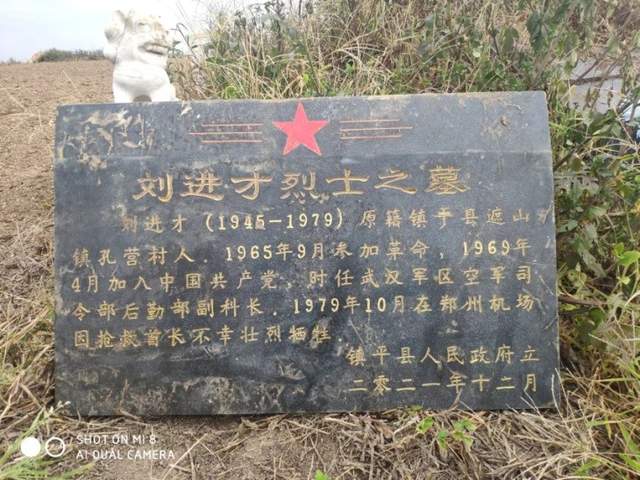 刘进才烈士之墓
刘进才（1945-1979）原籍镇平县遮山
镇孔营村人．1965年9月参加革命，1969年
4月加入中国共产党，时任武汉军区空军司
令部后勤部副科长．1979年10月在郑州机场
因抢救首长不幸壮烈牺牲．
镇平县人民政府立
二零二一年十二月
SHOT ON MI 8
AI DUAL CAMERA